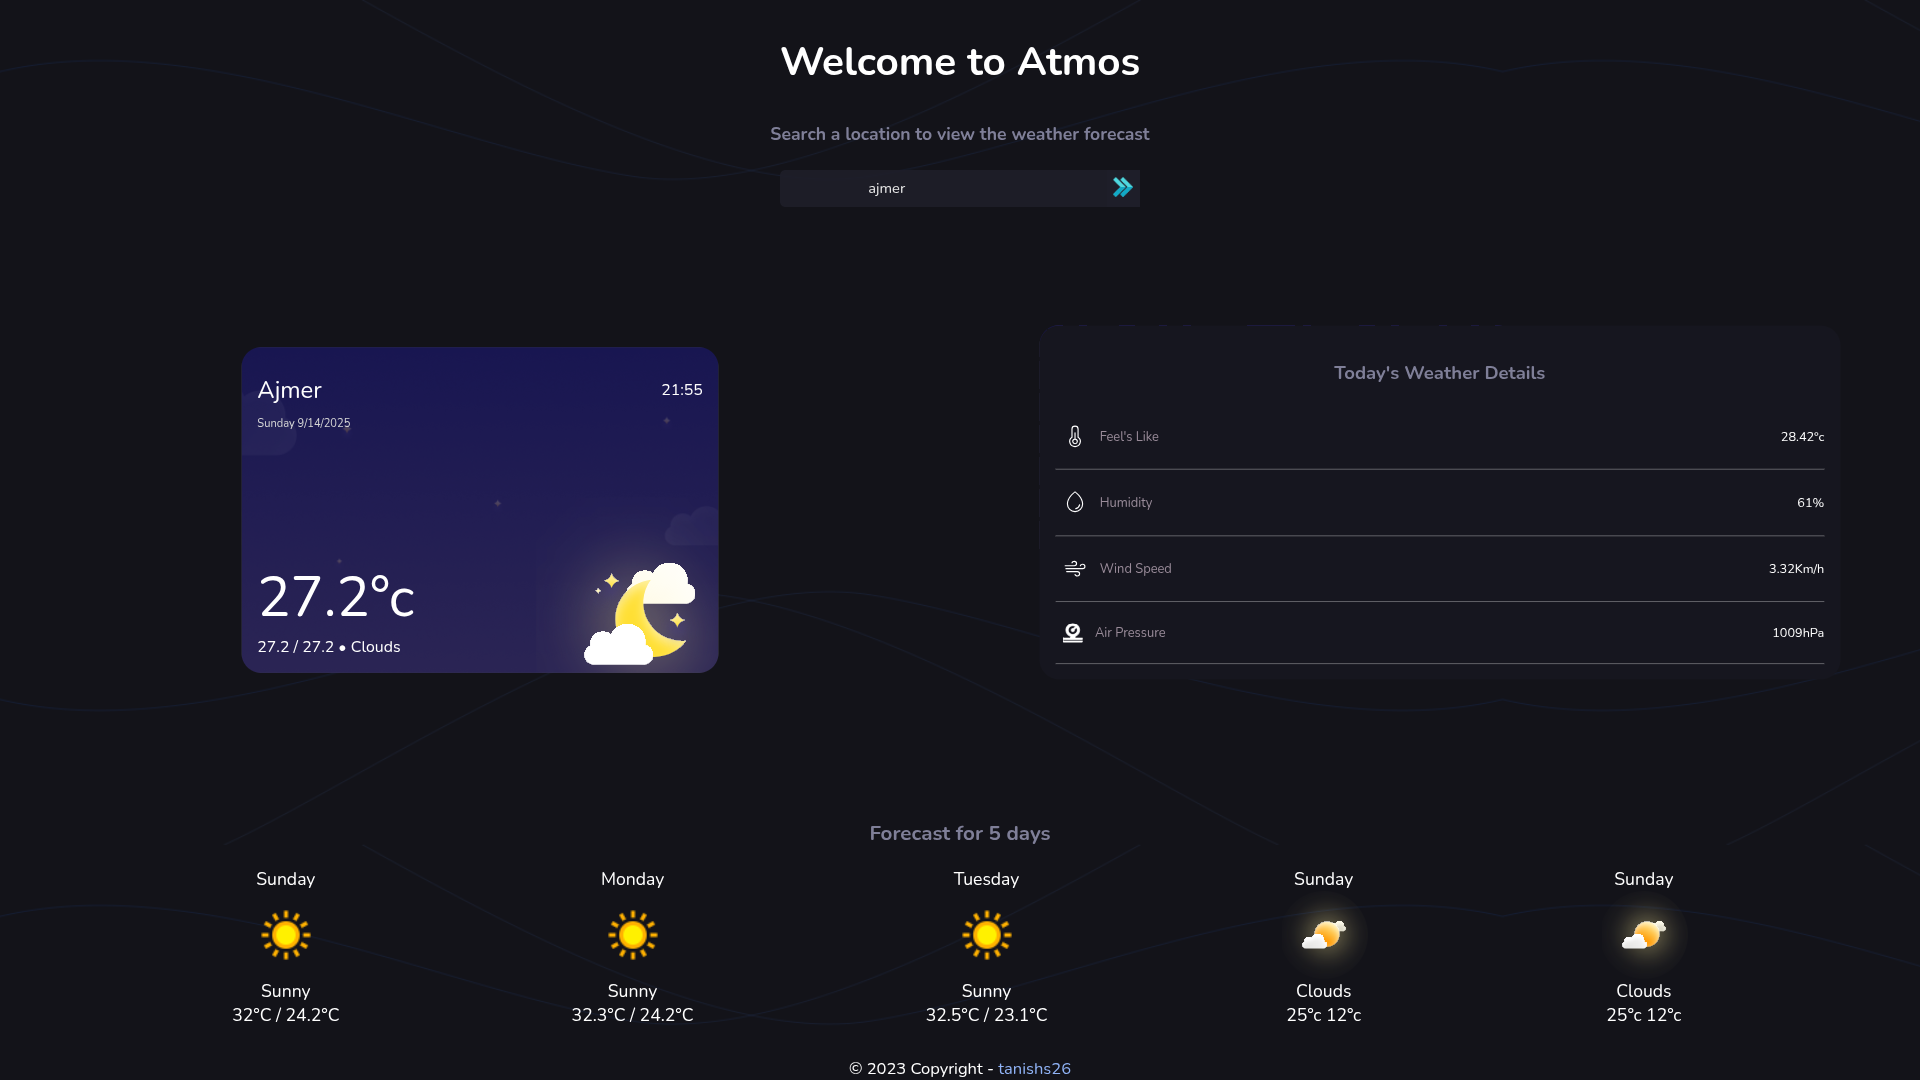 Welcome to Atmos
Search a location to view the weather forecast
ajmer
Ajmer
21:55
Sunday 9/14/2025
27.2°c
27.2 / 27.2 • Clouds
Today's Weather Details
Feel's Like
28.42°c
Humidity
61%
Wind Speed
3.32Km/h
Air Pressure
1009hPa
Forecast for 5 days
Sunday
Sunny
32°C / 24.2°C
Monday
Sunny
32.3°C / 24.2°C
Tuesday
Sunny
32.5°C / 23.1°C
Sunday
Clouds
25°c 12°c
Sunday
Clouds
25°c 12°c
© 2023 Copyright - tanishs26